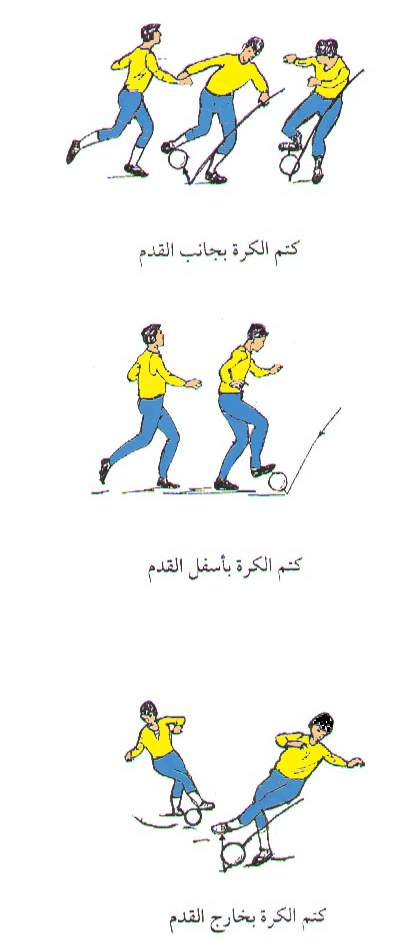 كتم الكرة بجانب القدم
كتم الكرة بأسفل القدم
كتم الكرة بخارج القدم